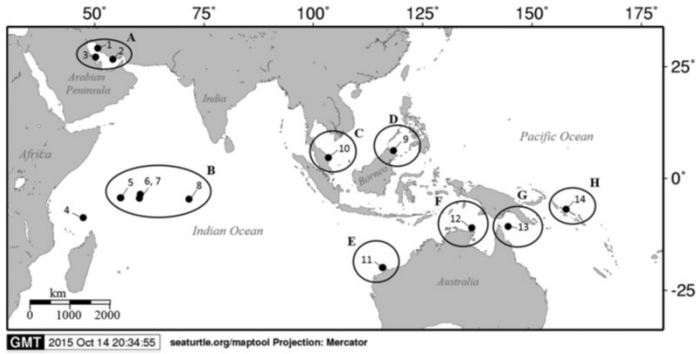 50° 75° 100° 125° 150° 175°
A
1
3 2
25°
Arabian
Peninsula
India
Pacific Ocean
D
C
9
10
Africa
B
Borneo
0°
H
5 6, 7 8
G
14
4
F
12
13
Indian Ocean
E
11
Australia
-25°
km
0 1000 2000
GMT 2015 Oct 14 20:34:55 seaturtle.org/maptool Projection: Mercator